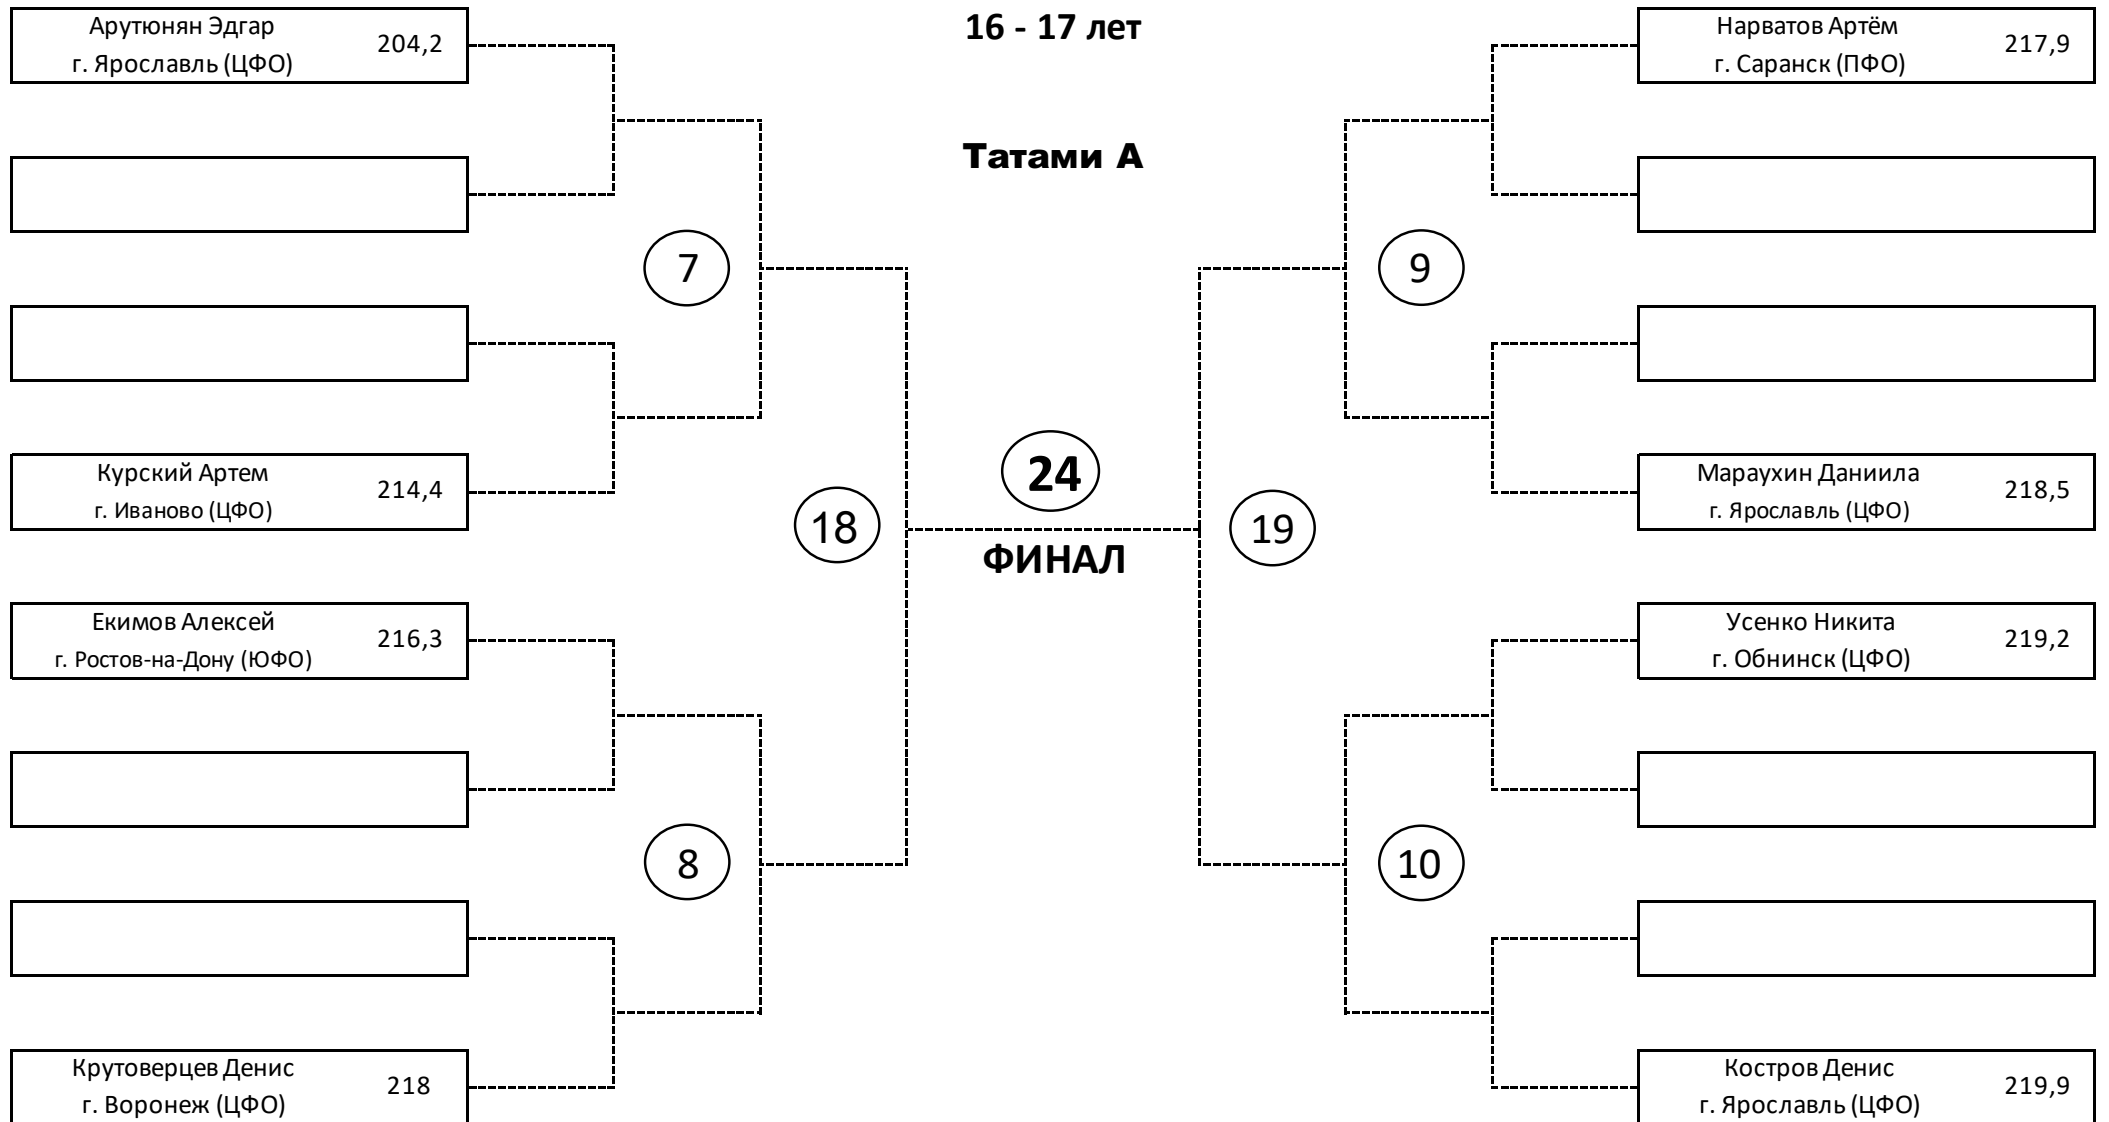 Арутюнян Эдгар
г. Ярославль (ЦФО)
204,2
16 - 17 лет
Нарватов Артём
г. Саранск (ПФО)
217,9
Татами А
7
9
Курский Артем
г. Иваново (ЦФО)
214,4
24
Мараухин Даниила
г. Ярославль (ЦФО)
218,5
18
19
ФИНАЛ
Екимов Алексей
г. Ростов-на-Дону (ЮФО)
216,3
Усенко Никита
г. Обнинск (ЦФО)
219,2
8
10
Крутоверцев Денис
г. Воронеж (ЦФО)
218
Костров Денис
г. Ярославль (ЦФО)
219,9